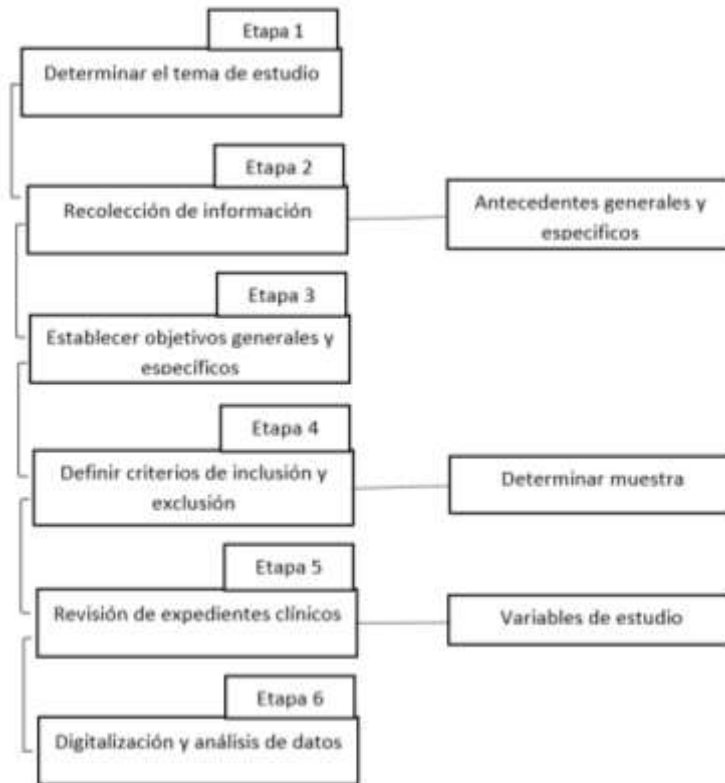 Etapa 1
Determinar el tema de estudio
Etapa 2
Recolección de información
Antecedentes generales y
específicos
Etapa 3
Establecer objetivos generales y
específicos
Etapa 4
Definir criterios de inclusión y
exclusión
Determinar muestra
Etapa 5
Revisión de expedientes clínicos
Variables de estudio
Etapa 6
Digitalización y análisis de datos